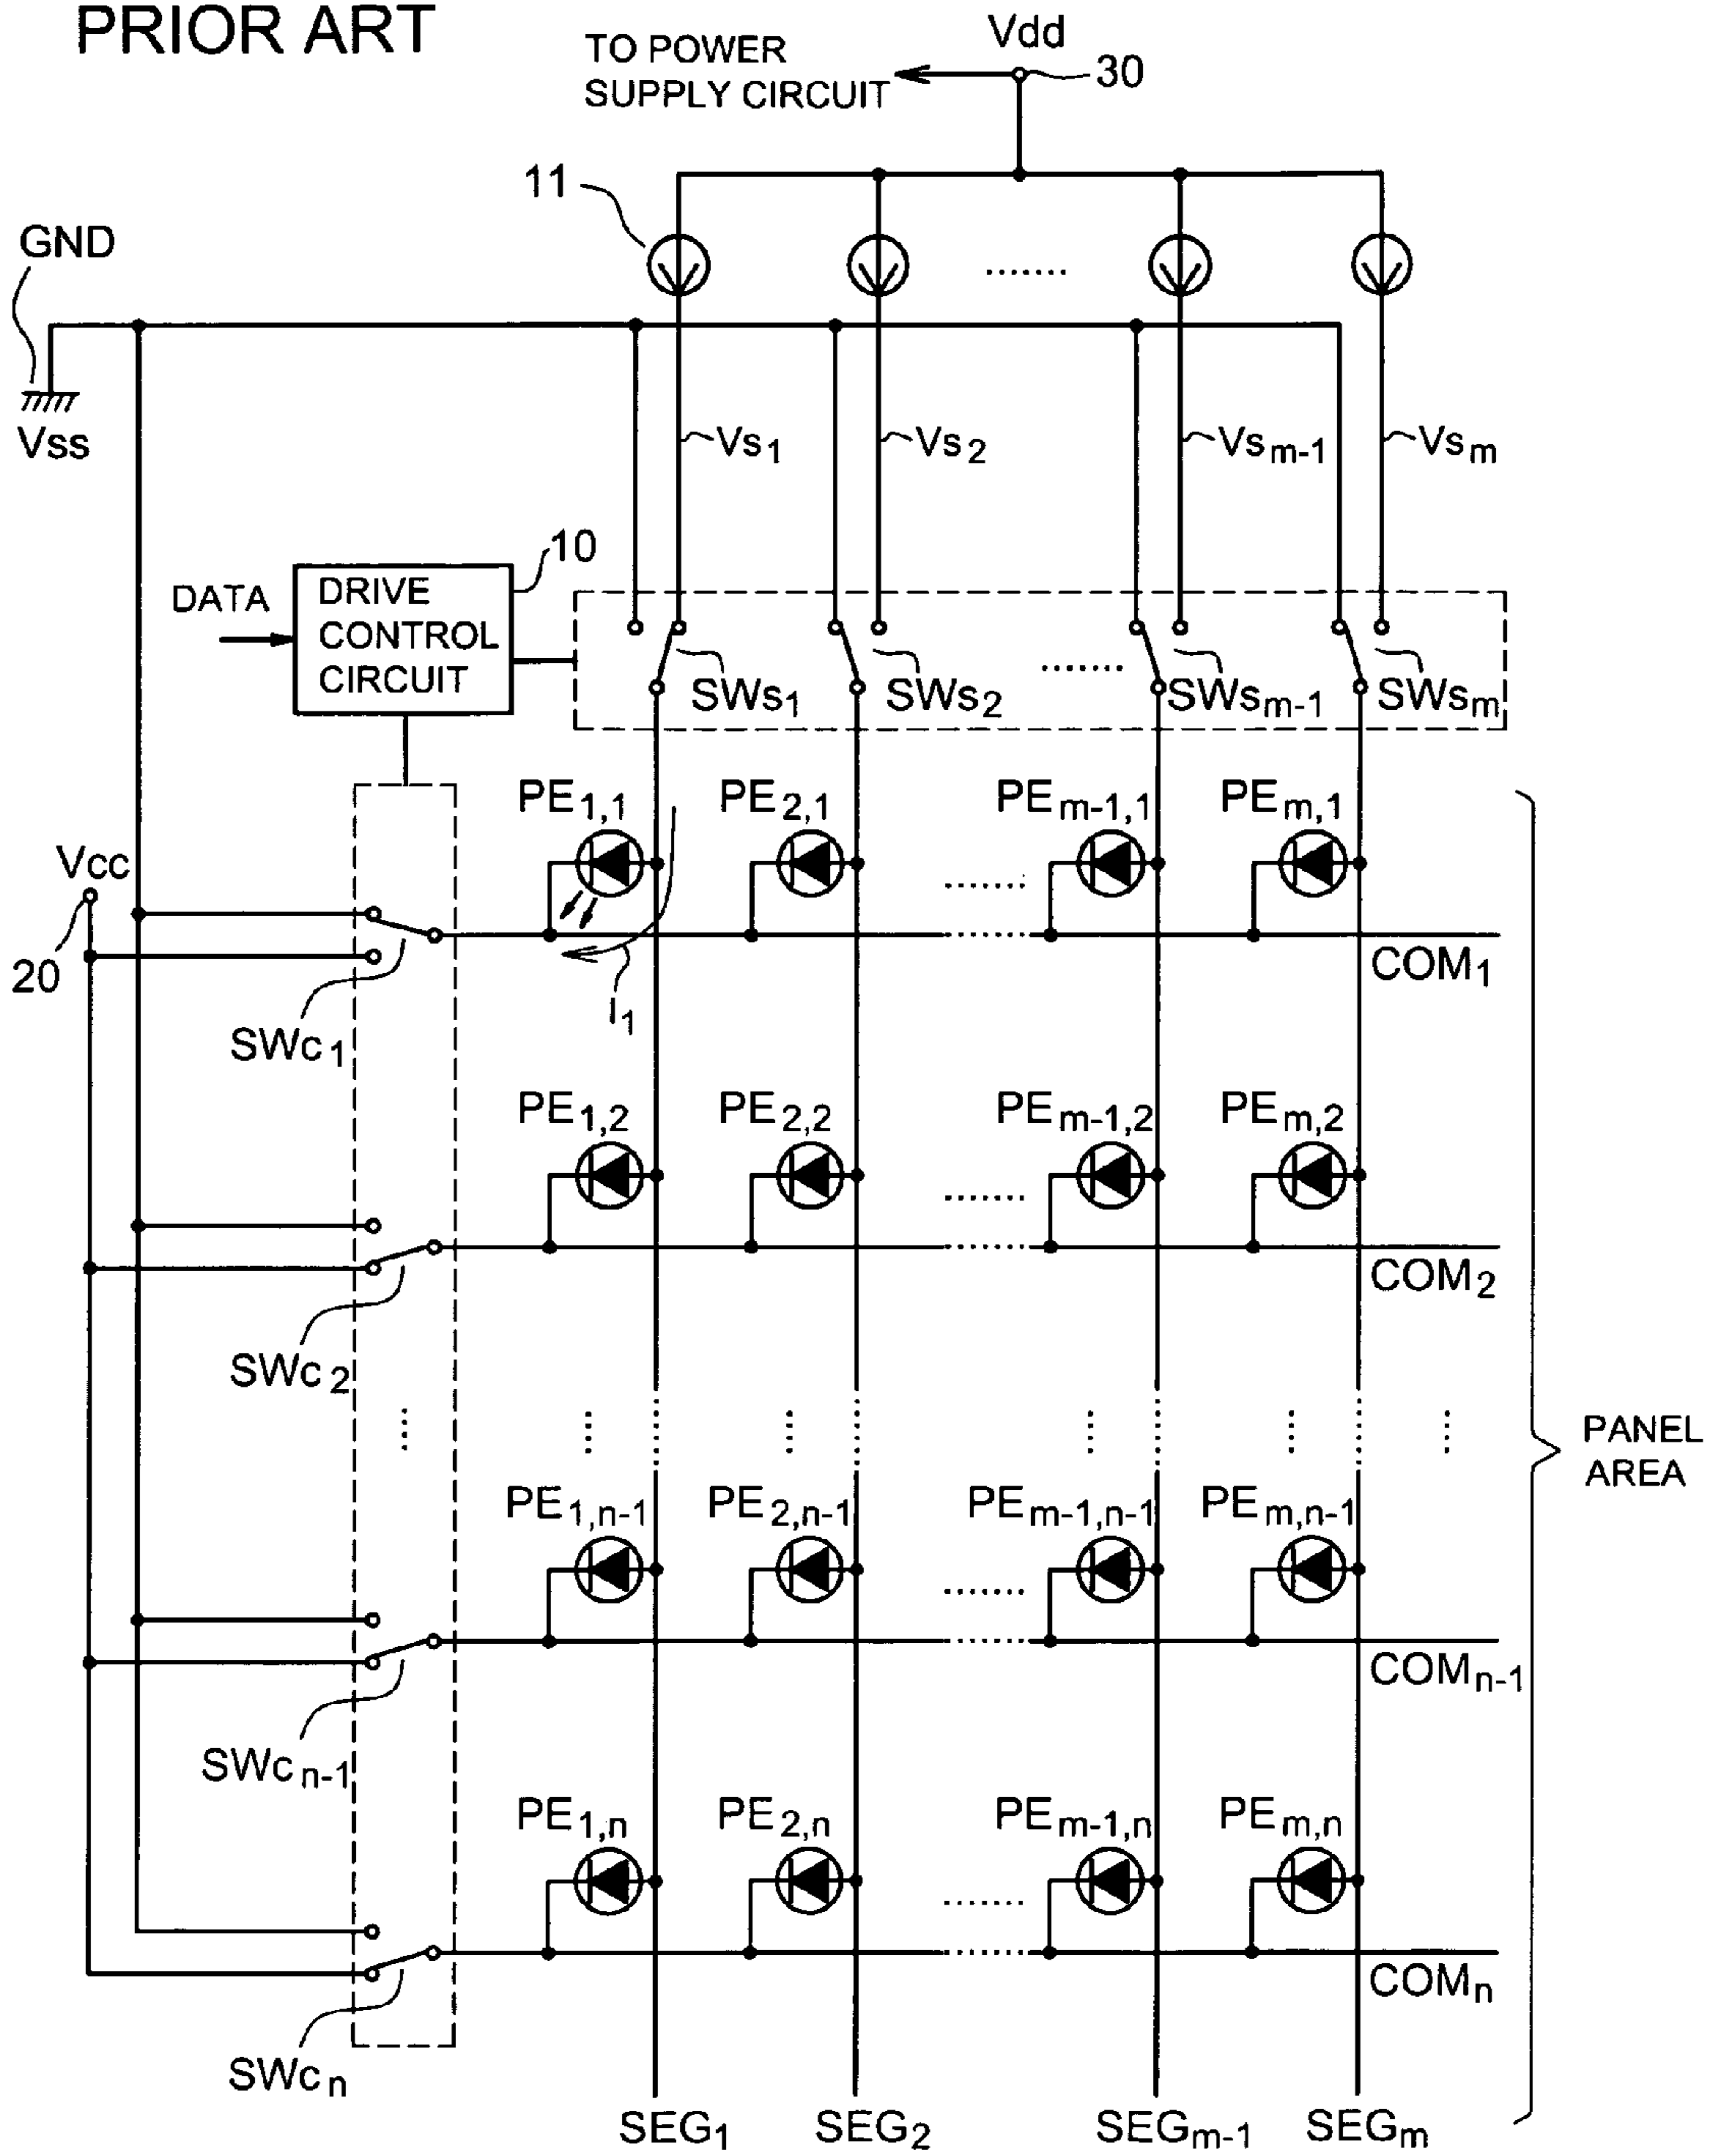 PRIOR ART
TO POWER
SUPPLY CIRCUIT
Vdd
30
11
GND
Vss
Vs1
Vs2
Vsm-1
Vsm
10
DATA
DRIVE
CONTROL
CIRCUIT
SWs1
SWs2
SWsm-1
SWsm
PE1,1
PE2,1
PEm-1,1
PEm,1
Vcc
20
COM1
I1
SWc1
PE1,2
PE2,2
PEm-1,2
PEm,2
COM2
SWc2
PANEL
AREA
PE1,n-1
PE2,n-1
PEm-1,n-1
PEm,n-1
COMn-1
SWcn-1
PE1,n
PE2,n
PEm-1,n
PEm,n
COMn
SWcn
SEG1
SEG2
SEGm-1
SEGm